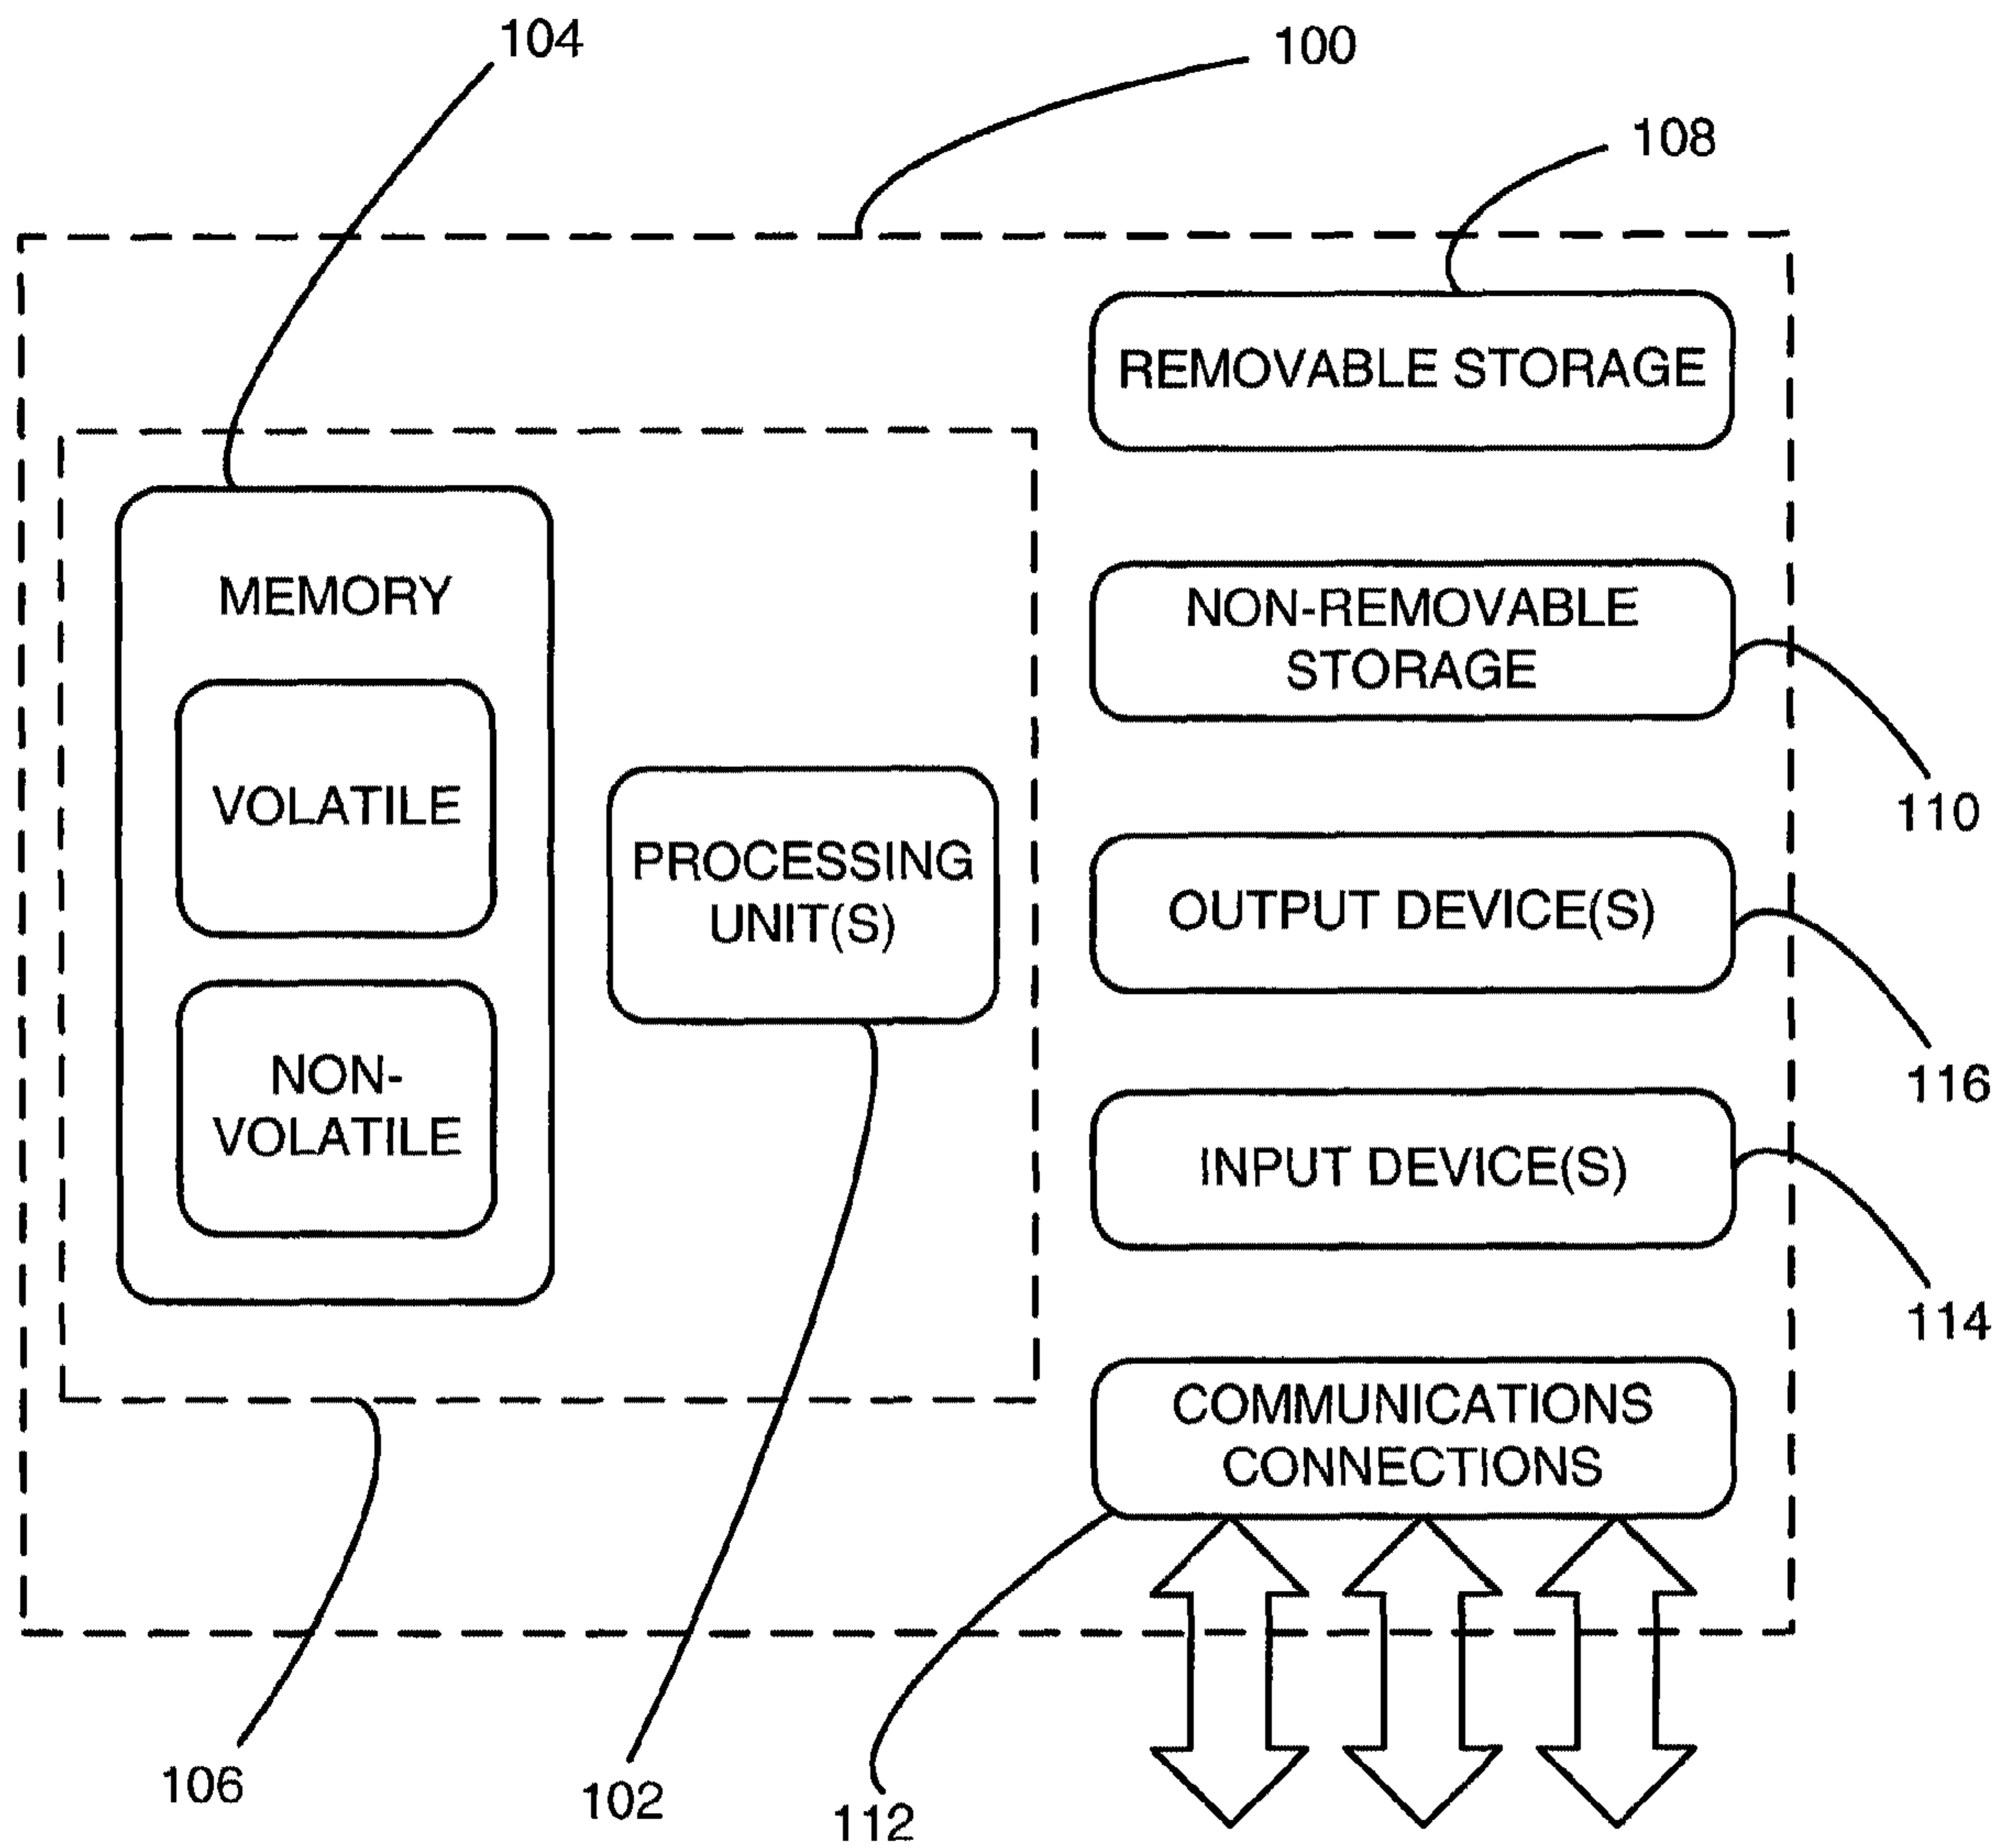 104
100
108
REMOVABLE STORAGE
MEMORY
NON-REMOVABLE
STORAGE
VOLATILE
110
PROCESSING
UNIT(S)
OUTPUT DEVICE(S)
NON-
VOLATILE
116
INPUT DEVICE(S)
114
COMMUNICATIONS
CONNECTIONS
106
102
112